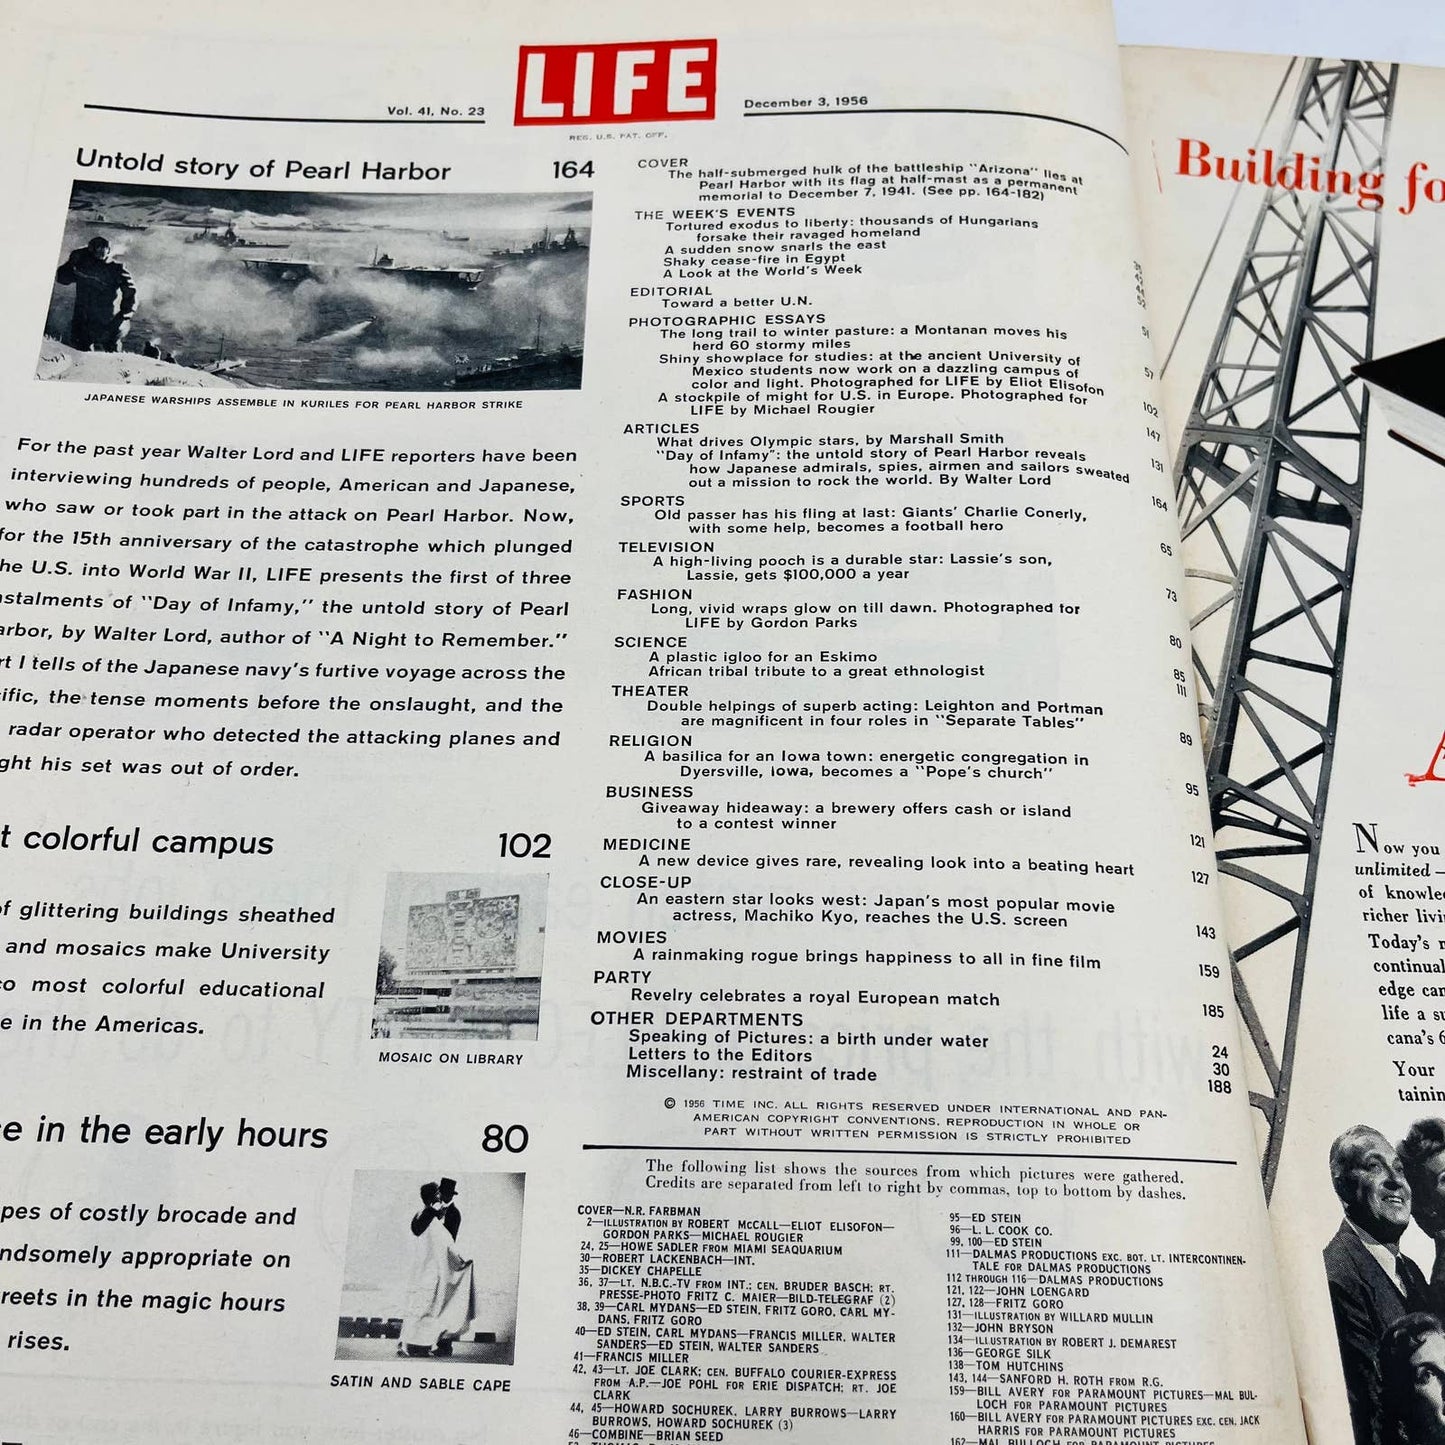 Vol. 41, No. 23
LIFE
December 3, 1956
REG. U.S. PAT. OFF.
Untold story of Pearl Harbor 164
JAPANESE WARSHIPS ASSEMBLE IN KURILES FOR PEARL HARBOR STRIKE
For the past year Walter Lord and LIFE reporters have been
interviewing hundreds of people, American and Japanese,
who saw or took part in the attack on Pearl Harbor. Now,
for the 15th anniversary of the catastrophe which plunged
the U.S. into World War II, LIFE presents the first of three
nstalments of "Day of Infamy," the untold story of Pearl
arbor, by Walter Lord, author of "A Night to Remember."
rt I tells of the Japanese navy's furtive voyage across the
ific, the tense moments before the onslaught, and the
radar operator who detected the attacking planes and
ght his set was out of order.
t colorful campus 102
of glittering buildings sheathed
and mosaics make University
co most colorful educational
e in the Americas.
MOSAIC ON LIBRARY
e in the early hours 80
pes of costly brocade and
ndsomely appropriate on
reets in the magic hours
rises.
SATIN AND SABLE CAPE
COVER
The half-submerged hulk of the battleship "Arizona" lies at
Pearl Harbor with its flag at half-mast as a permanent
memorial to December 7, 1941. (See pp. 164-182)
THE WEEK'S EVENTS
Tortured exodus to liberty: thousands of Hungarians
forsake their ravaged homeland
A sudden snow snarls the east
Shaky cease-fire in Egypt
A Look at the World's Week
EDITORIAL
Toward a better U.N.
51
PHOTOGRAPHIC ESSAYS
The long trail to winter pasture: a Montanan moves his
herd 60 stormy miles
57
Shiny showplace for studies: at the ancient University of
Mexico students now work on a dazzling campus of
color and light. Photographed for LIFE by Eliot Elisofon
102
A stockpile of might for U.S. in Europe. Photographed for
LIFE by Michael Rougier
147
ARTICLES
What drives Olympic stars, by Marshall Smith
131
"Day of Infamy": the untold story of Pearl Harbor reveals
how Japanese admirals, spies, airmen and sailors sweated
out a mission to rock the world. By Walter Lord
164
SPORTS
Old passer has his fling at last: Giants' Charlie Conerly,
with some help, becomes a football hero
65
TELEVISION
A high-living pooch is a durable star: Lassie's son,
Lassie, gets $100,000 a year
73
FASHION
Long, vivid wraps glow on till dawn. Photographed for
LIFE by Gordon Parks
80
SCIENCE
A plastic igloo for an Eskimo
85
African tribal tribute to a great ethnologist
111
THEATER
Double helpings of superb acting: Leighton and Portman
are magnificent in four roles in "Separate Tables"
89
RELIGION
A basilica for an Iowa town: energetic congregation in
Dyersville, Iowa, becomes a "Pope's church"
95
BUSINESS
Giveaway hideaway: a brewery offers cash or island
to a contest winner
121
MEDICINE
A new device gives rare, revealing look into a beating heart
127
CLOSE-UP
An eastern star looks west: Japan's most popular movie
actress, Machiko Kyo, reaches the U.S. screen
143
MOVIES
A rainmaking rogue brings happiness to all in fine film
159
PARTY
Revelry celebrates a royal European match
185
OTHER DEPARTMENTS
Speaking of Pictures: a birth under water 24
Letters to the Editors 30
Miscellany: restraint of trade 188
© 1956 TIME INC. ALL RIGHTS RESERVED UNDER INTERNATIONAL AND PAN-
AMERICAN COPYRIGHT CONVENTIONS. REPRODUCTION IN WHOLE OR
PART WITHOUT WRITTEN PERMISSION IS STRICTLY PROHIBITED
The following list shows the sources from which pictures were gathered.
Credits are separated from left to right by commas, top to bottom by dashes.
COVER—N.R. FARBMAN
2—ILLUSTRATION BY ROBERT McCALL—ELIOT ELISOFON—
GORDON PARKS—MICHAEL ROUGIER
24, 25—HOWE SADLER FROM MIAMI SEAQUARIUM
30—ROBERT LACKENBACH—INT.
35—DICKEY CHAPELLE
36, 37—LT. N.B.C.-TV FROM INT.; CEN. BRUDER BASCH; RT.
PRESSE-PHOTO FRITZ C. MAIER—BILD-TELEGRAF (2)
38, 39—CARL MYDANS—ED STEIN, FRITZ GORO, CARL MY-
DANS, FRITZ GORO
40—ED STEIN, CARL MYDANS—FRANCIS MILLER, WALTER
SANDERS—ED STEIN, WALTER SANDERS
41—FRANCIS MILLER
42, 43—LT. JOE CLARK; CEN. BUFFALO COURIER-EXPRESS
FROM A.P.—JOE POHL FOR ERIE DISPATCH; RT. JOE
CLARK
44, 45—HOWARD SOCHUREK, LARRY BURROWS—LARRY
BURROWS, HOWARD SOCHUREK (3)
46—COMBINE—BRIAN SEED
95—ED STEIN
96—L. L. COOK CO.
99, 100—ED STEIN
111—DALMAS PRODUCTIONS EXC. BOT. LT. INTERCONTINEN-
TALE FOR DALMAS PRODUCTIONS
112 THROUGH 116—DALMAS PRODUCTIONS
121, 122—JOHN LOENGARD
127, 128—FRITZ GORO
131—ILLUSTRATION BY WILLARD MULLIN
132—JOHN BRYSON
134—ILLUSTRATION BY ROBERT J. DEMAREST
136—GEORGE SILK
138—TOM HUTCHINS
143, 144—SANFORD H. ROTH FROM R.G.
159—BILL AVERY FOR PARAMOUNT PICTURES—MAL BUL-
LOCH FOR PARAMOUNT PICTURES
160—BILL AVERY FOR PARAMOUNT PICTURES EXC. CEN. JACK
HARRIS FOR PARAMOUNT PICTURES
162—MAL BULLOCH FOR PARAMOUNT PICTURES
Building fo
Now you
unlimited —
of knowle
richer livi
Today's
continual
edge can
life a su
cana's 6
Your
tainin